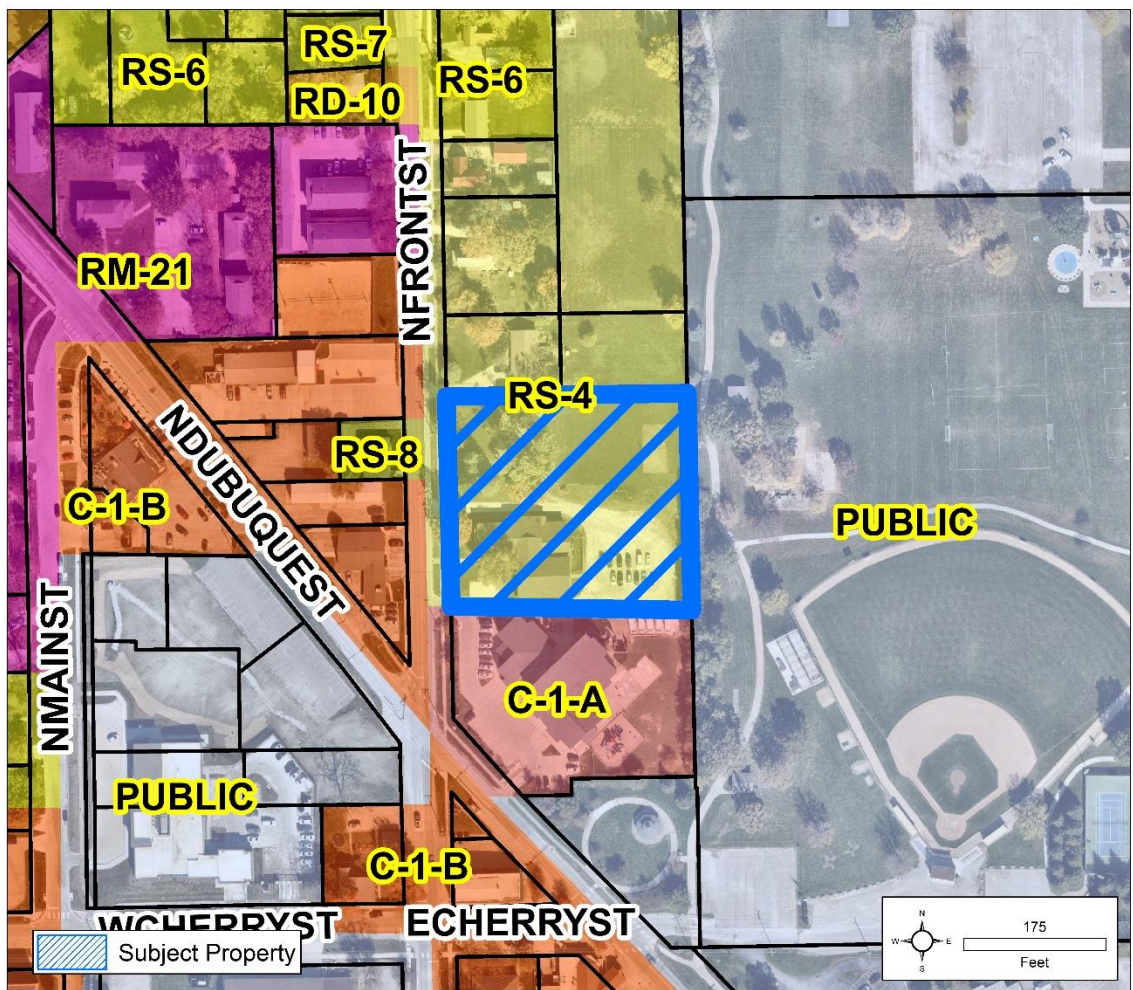 RS-7
RS-6
RS-6
RD-10
NFRONTST
RM-21
RS-4
NDUBUQUEST
RS-8
C-1-B
PUBLIC
NMAINST
C-1-A
PUBLIC
C-1-B
WCHERRYST
ECHERRYST
Subject Property
N
W
E
S
175
Feet